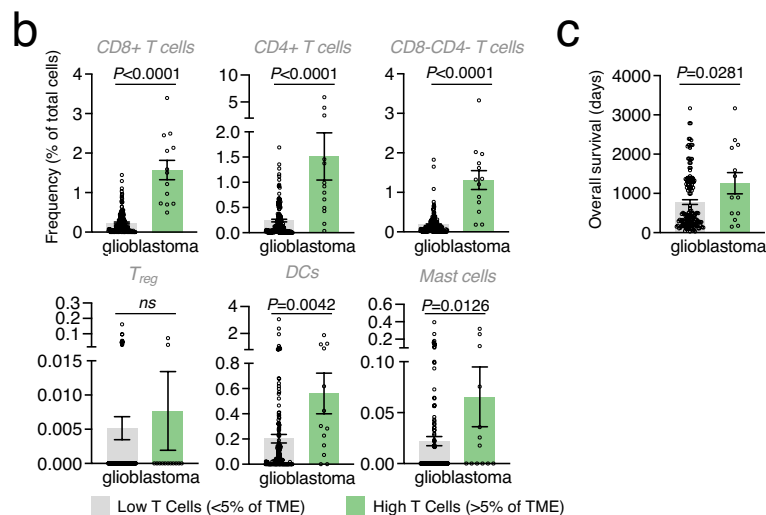 b
c
CD8+ T cells
CD4+ T cells
CD8-CD4- T cells
Frequency (% of total cells)
4
3
2
1
0
P<0.0001
glioblastoma
10
5
2.0
1.5
1.0
0.5
0.0
P<0.0001
glioblastoma
4
3
2
1
0
P<0.0001
glioblastoma
Overall survival (days)
4000
3000
2000
1000
0
P=0.0281
glioblastoma
Treg
DCs
Mast cells
0.3
0.2
0.1
0.015
0.010
0.005
0.000
ns
glioblastoma
4
2
0.8
0.6
0.4
0.2
0.0
P=0.0042
glioblastoma
0.6
0.4
0.2
0.10
0.05
0.00
P=0.0126
glioblastoma
Low T Cells (<5% of TME)
High T Cells (>5% of TME)